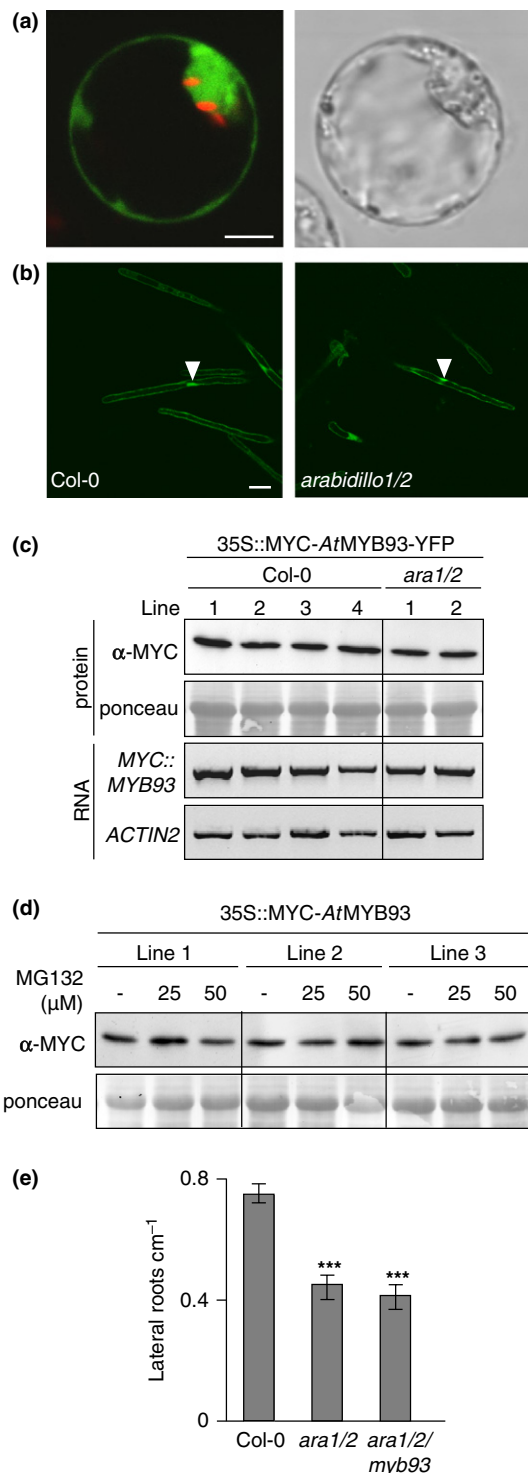 (a)
(b)
Col-0
arabidillo1/2
(c)
35S::MYC-AtMYB93-YFP
Col-0 ara1/2
Line 1 2 3 4 1 2
protein
α-MYC
ponceau
RNA
MYC::
MYB93
ACTIN2
(d)
35S::MYC-AtMYB93
Line 1 Line 2 Line 3
MG132
(µM)
- 25 50 - 25 50 - 25 50
α-MYC
ponceau
(e)
Lateral roots cm⁻¹
0.8
0.4
0
***
***
Col-0 ara1/2 ara1/2/
myb93